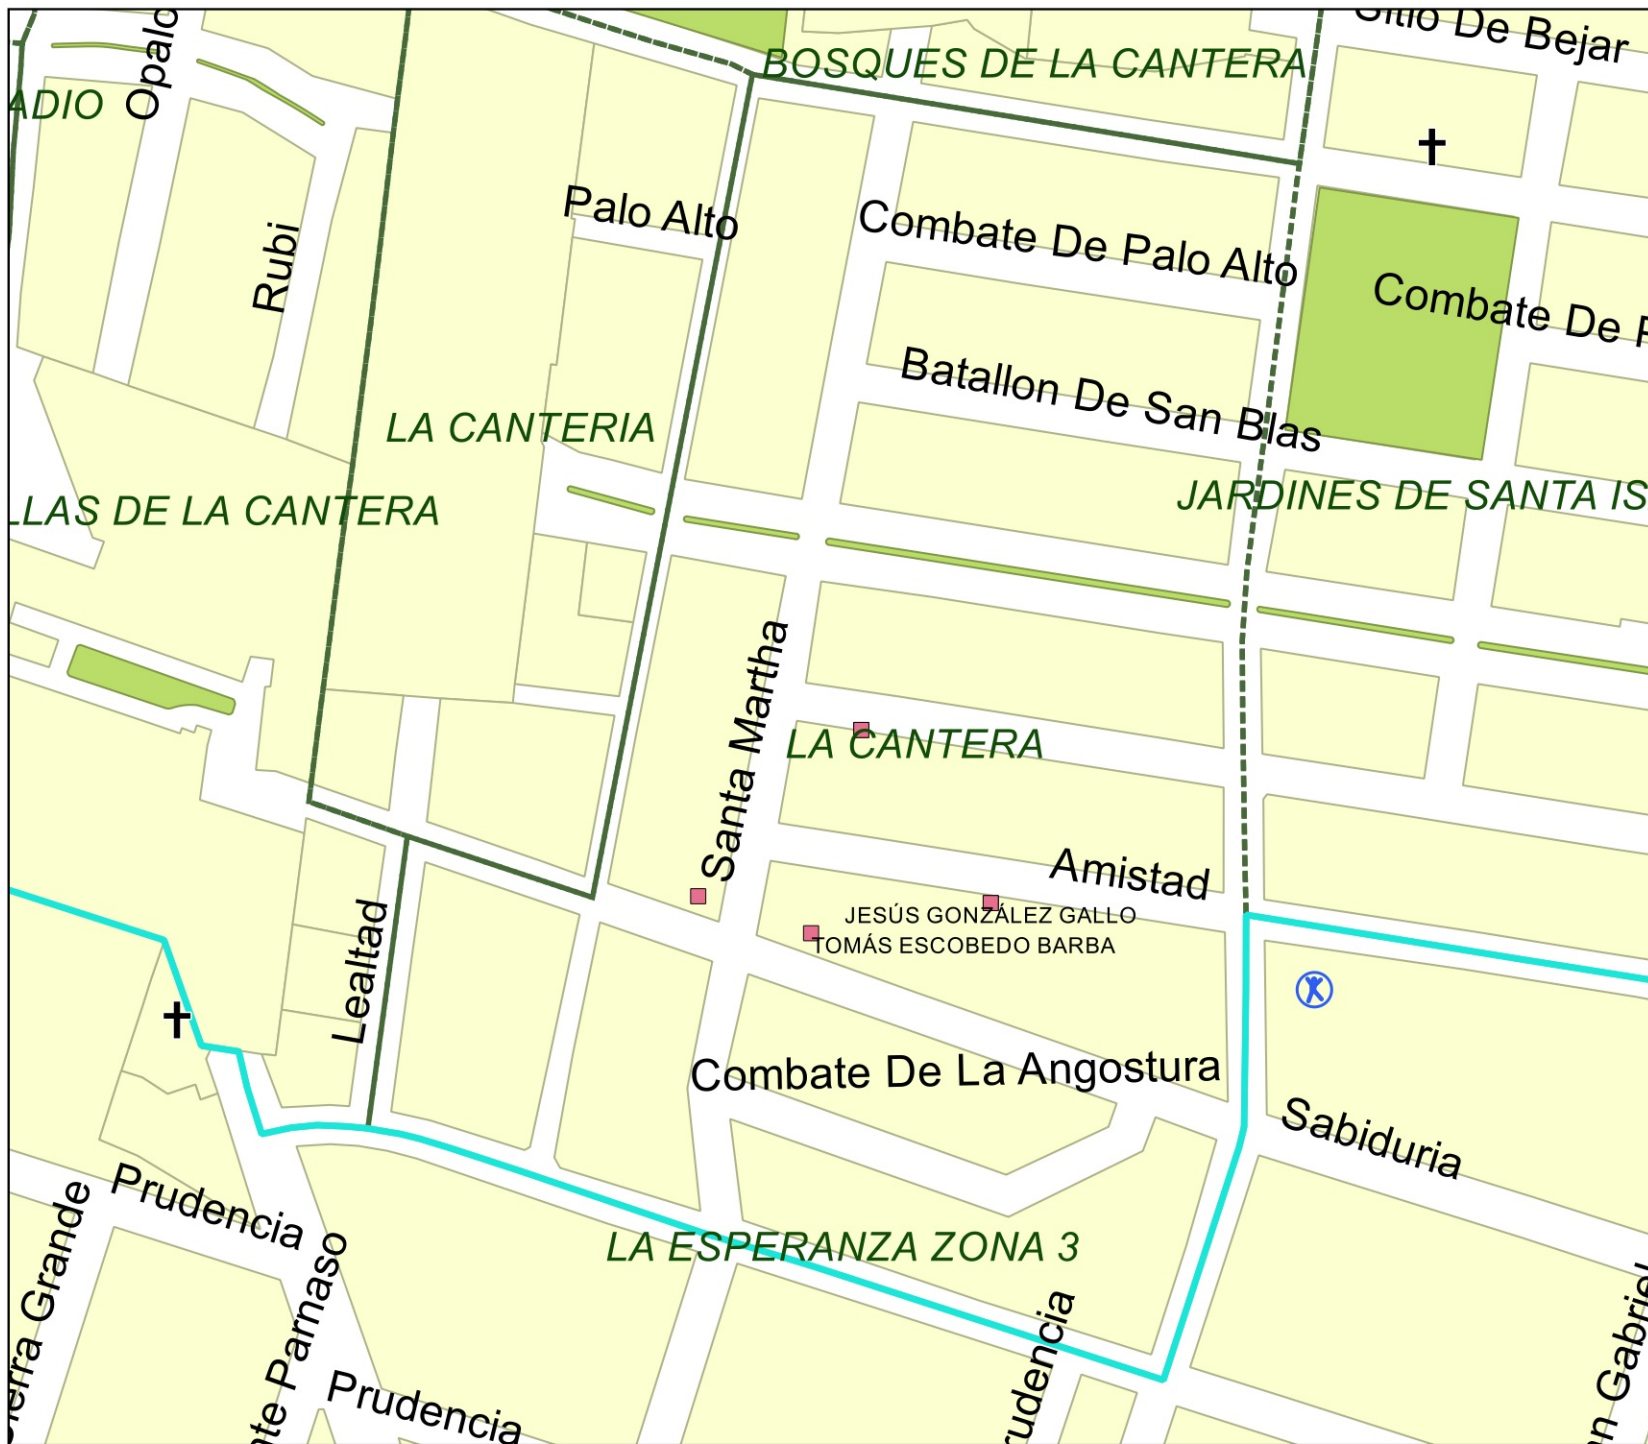 Sitio De Bejar
Opalo
BOSQUES DE LA CANTERA
ADIO
Palo Alto
Combate De Palo Alto
Rubi
Combate De P
Batallon De San Blas
LA CANTERIA
LLAS DE LA CANTERA
JARDINES DE SANTA IS
Santa Martha
LA CANTERA
Amistad
JESÚS GONZÁLEZ GALLO
TOMÁS ESCOBEDO BARBA
Lealtad
Combate De La Angostura
Sabiduria
Prudencia
LA ESPERANZA ZONA 3
ierra Grande
nte Parnaso
rudencia
an Gabriel
Prudencia